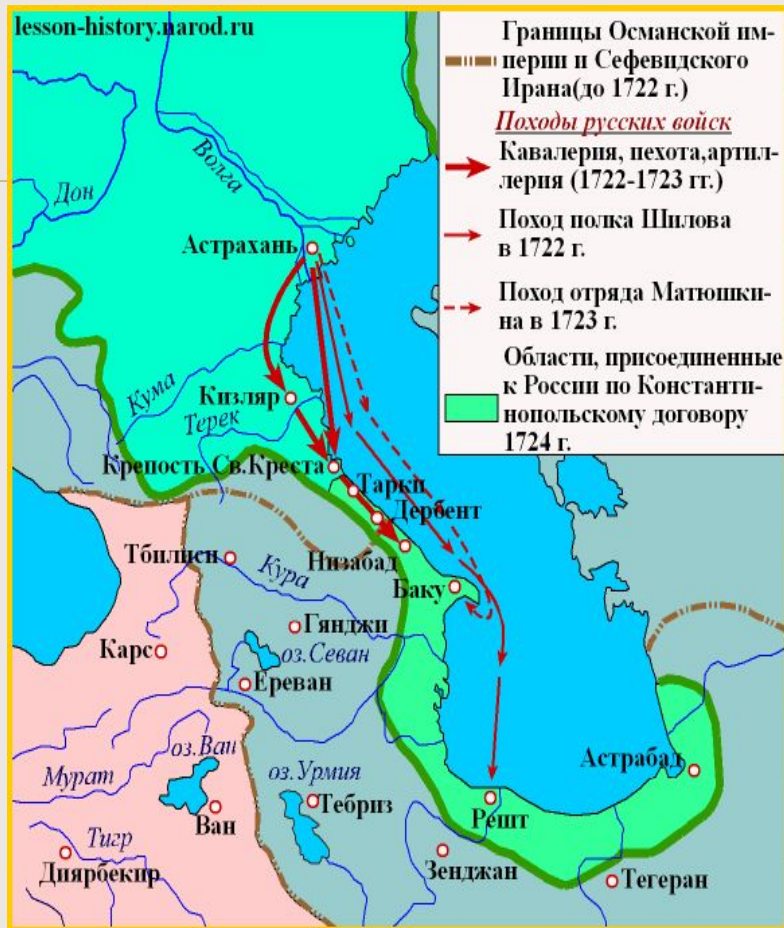 lesson-history.narod.ru
Границы Османской им-
перии и Сефевидского
Ирана(до 1722 г.)
Походы русских войск
Кавалерия, пехота,артил-
лерия (1722-1723 гг.)
Поход полка Шилова
в 1722 г.
Поход отряда Матюшки-
на в 1723 г.
Области, присоединенные
к России по Константи-
нопольскому договору
1724 г.
Волга
Дон
Астрахань
Кума
Кизляр
Терек
Крепость Св.Креста
Тарки
Дербент
Низабад
Тбилиси
Кура
Баку
Гянджи
Карс
оз.Севан
Ереван
оз.Ван
Мурат
оз.Урмия
Астрабад
Ван
Тебриз
Решт
Тигр
Диярбекир
Зенджан
Тегеран